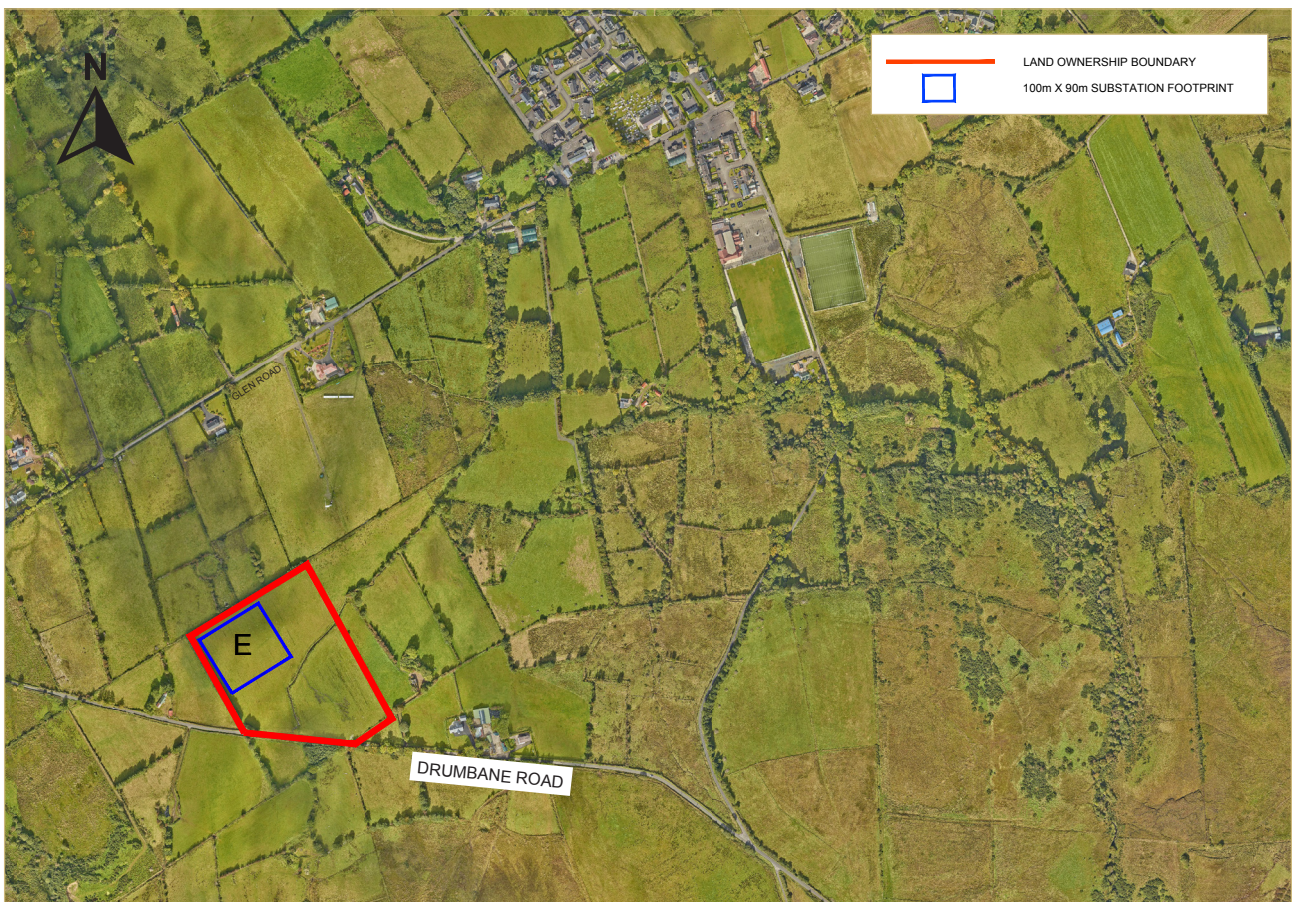 N
LAND OWNERSHIP BOUNDARY
100m X 90m SUBSTATION FOOTPRINT
GLEN ROAD
E
DRUMBANE ROAD